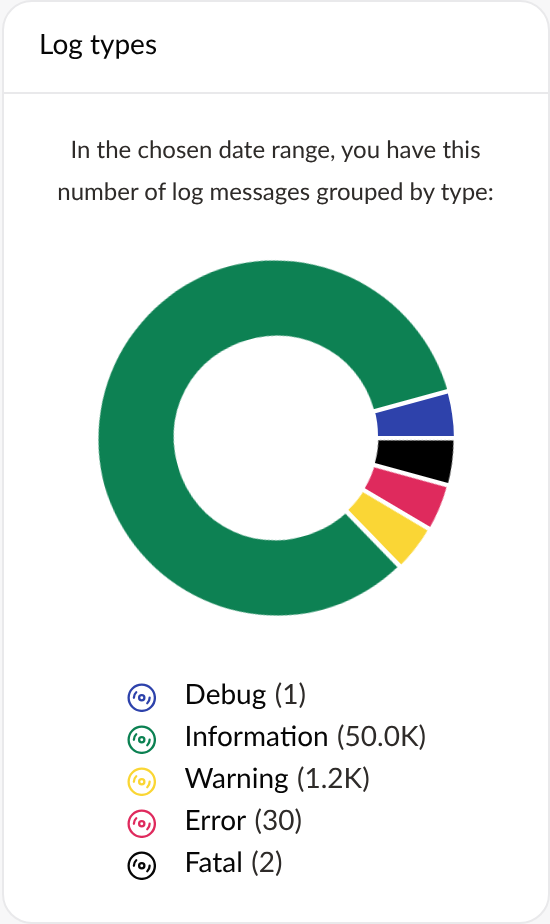 Log types
In the chosen date range, you have this
number of log messages grouped by type:
Debug (1)
Information (50.0K)
Warning (1.2K)
Error (30)
Fatal (2)